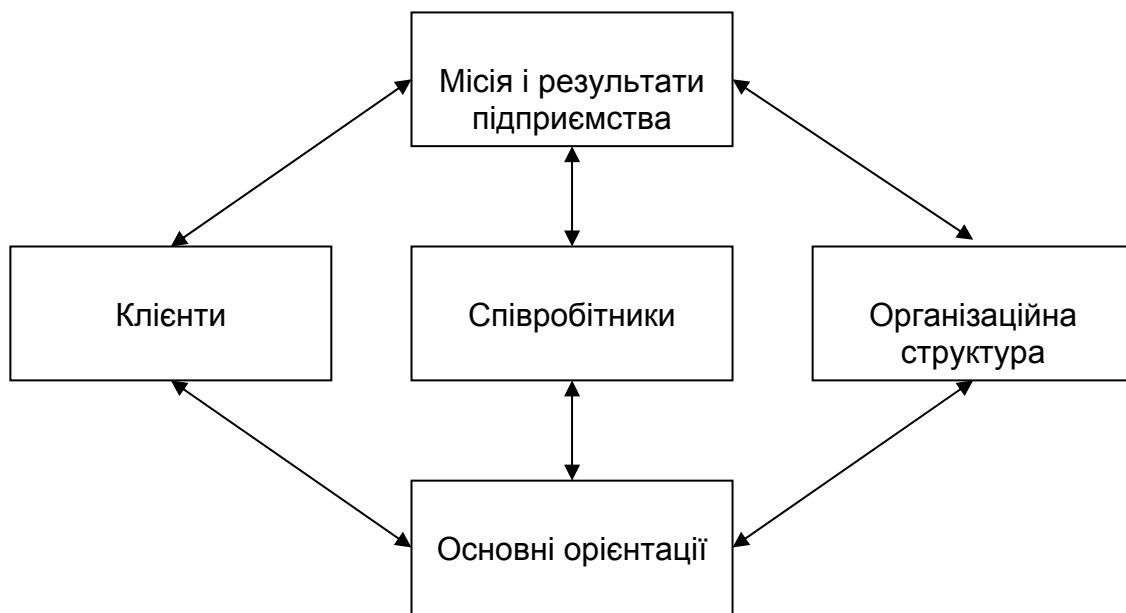 Місія і результати
підприємства
Клієнти
Співробітники
Організаційна
структура
Основні орієнтації